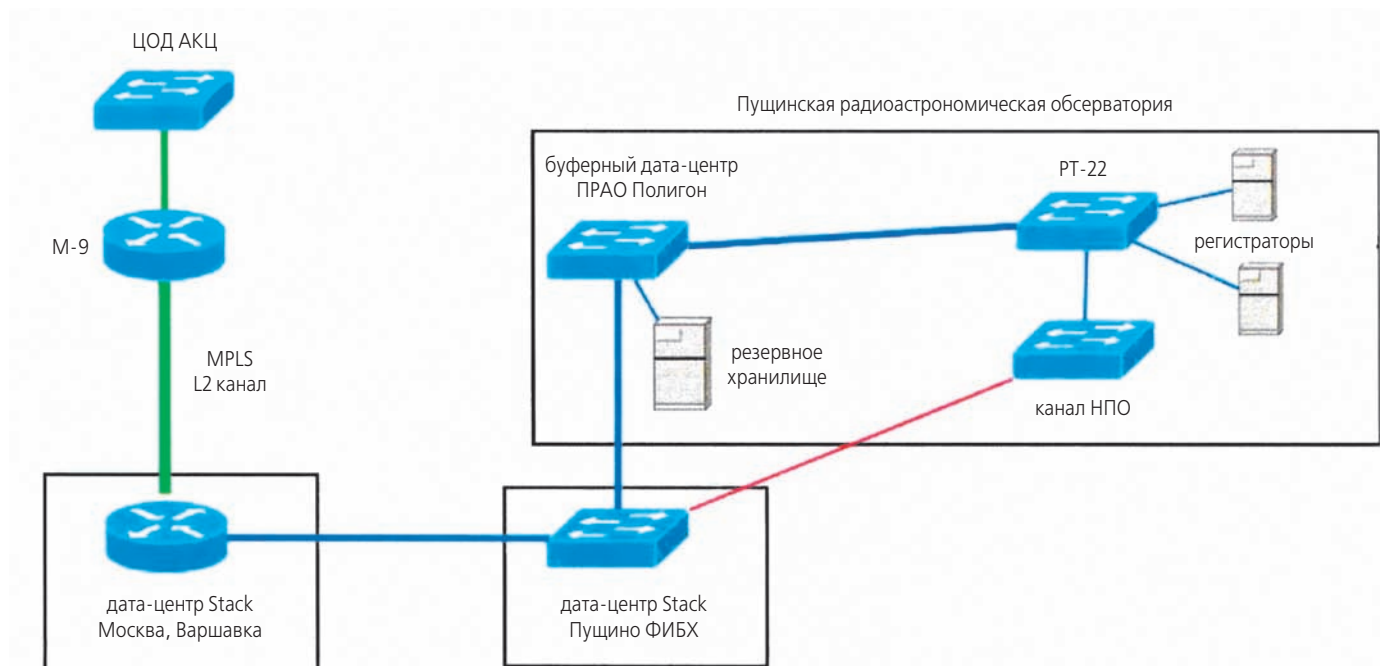 ЦОД АКЦ
Пущинская радиоастрономическая обсерватория
буферный дата-центр
ПРАО Полигон
РТ-22
М-9
регистраторы
MPLS
L2 канал
резервное
хранилище
канал НПО
дата-центр Stack
Москва, Варшавка
дата-центр Stack
Пущино ФИБХ